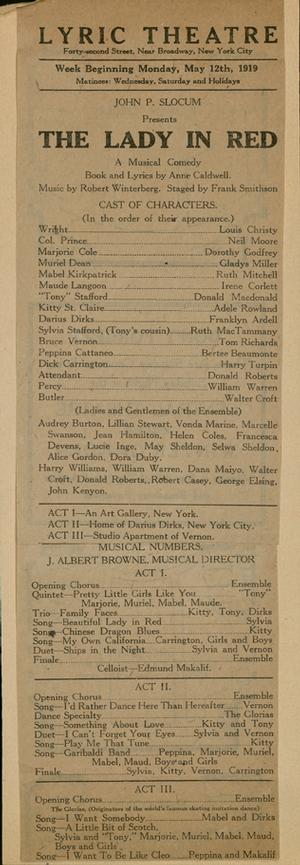 LYRIC THEATRE
Forty-second Street, Near Broadway, New York City
Week Beginning Monday, May 12th, 1919
Matinees: Wednesday, Saturday and Holidays
JOHN P. SLOCUM
Presents
THE LADY IN RED
A Musical Comedy
Book and Lyrics by Anne Caldwell.
Music by Robert Winterberg. Staged by Frank Smithson
CAST OF CHARACTERS.
(In the order of their appearance.)
Wright Louis Christy
Col. Prince Neil Moore
Marjorie Cole Dorothy Godfrey
Muriel Dean Gladys Miller
Mabel Kirkpatrick Ruth Mitchell
Maude Langoon Irene Corlett
"Tony" Stafford Donald Macdonald
Kitty St. Claire Adele Rowland
Darius Dirks Franklyn Ardell
Sylvia Stafford, (Tony's cousin) Ruth MacTammany
Bruce Vernon Tom Richards
Peppina Cattaneo Bertee Beaumonte
Dick Carrington Harry Turpin
Attendant Donald Roberts
Percy William Warren
Butler Walter Croft
(Ladies and Gentlemen of the Ensemble)
Audrey Burton, Lillian Stewart, Vonda Marine, Marcelle
Swanson, Jean Hamilton, Helen Coles, Francesca
Devens, Lucie Inge, May Sheldon, Selwa Sheldon,
Alice Gordon, Dora Duby.
Harry Williams, William Warren, Dana Maiyo, Walter
Croft, Donald Roberts, Robert Casey, George Elsing,
John Kenyon.
ACT I—An Art Gallery, New York.
ACT II—Home of Darius Dirks, New York City.
ACT III—Studio Apartment of Vernon.
MUSICAL NUMBERS.
J. ALBERT BROWNE, MUSICAL DIRECTOR
ACT I.
Opening Chorus Ensemble
Quintet—Pretty Little Girls Like You "Tony"
Marjorie, Muriel, Mabel, Maude.
Trio—Family Faces Kitty, Tony, Dirks
Song—Beautiful Lady in Red Sylvia
Song—Chinese Dragon Blues Kitty
Song—My Own California Carrington, Girls and Boys
Duet—Ships in the Night Sylvia and Vernon
Finale Ensemble
Celloist—Edmund Makalif.
ACT II.
Opening Chorus Ensemble
Song—I'd Rather Dance Here Than Hereafter Vernon
Dance Specialty The Glorias
Song—Something About Love Kitty and Tony
Duet—I Can't Forget Your Eyes Sylvia and Vernon
Song—Play Me That Tune Kitty
Song—Garibaldi Band Peppina, Marjorie, Muriel,
Mabel, Maud, Boys and Girls
Finale Sylvia, Kitty, Vernon, Carrington
ACT III.
Opening Chorus Ensemble
The Glorias, (Originators of the world's famous skating imitation dance)
Song—I Want Somebody Mabel and Dirks
Song—A Little Bit of Scotch,
Sylvia and "Tony," Marjorie, Muriel, Mabel, Maud,
Boys and Girls
Song—I Want To Be Like Cleo Peppina and Makalif